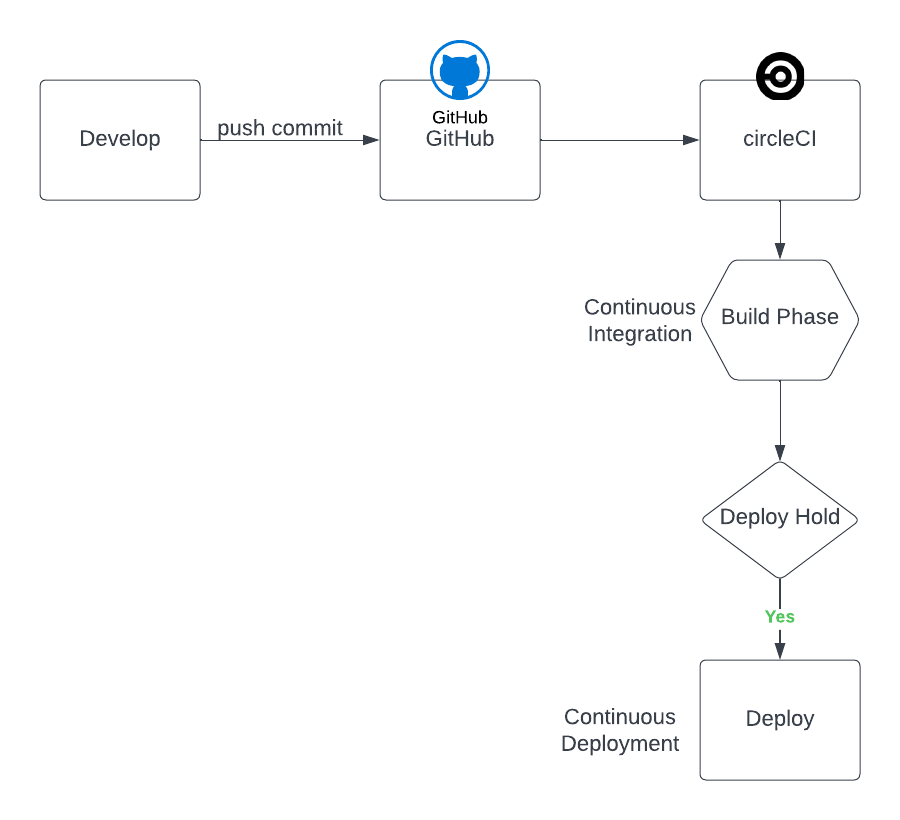 Develop
push commit
GitHub
GitHub
circleCI
Continuous
Integration
Build Phase
Deploy Hold
Yes
Continuous
Deployment
Deploy